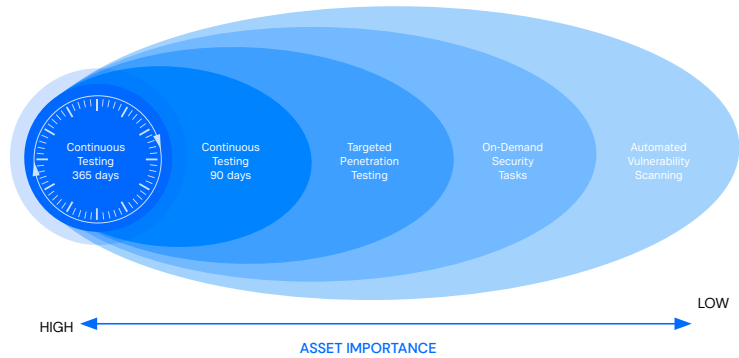 Continuous
Testing
365 days
Continuous
Testing
90 days
Targeted
Penetration
Testing
On-Demand
Security
Tasks
Automated
Vulnerability
Scanning
LOW
HIGH
ASSET IMPORTANCE